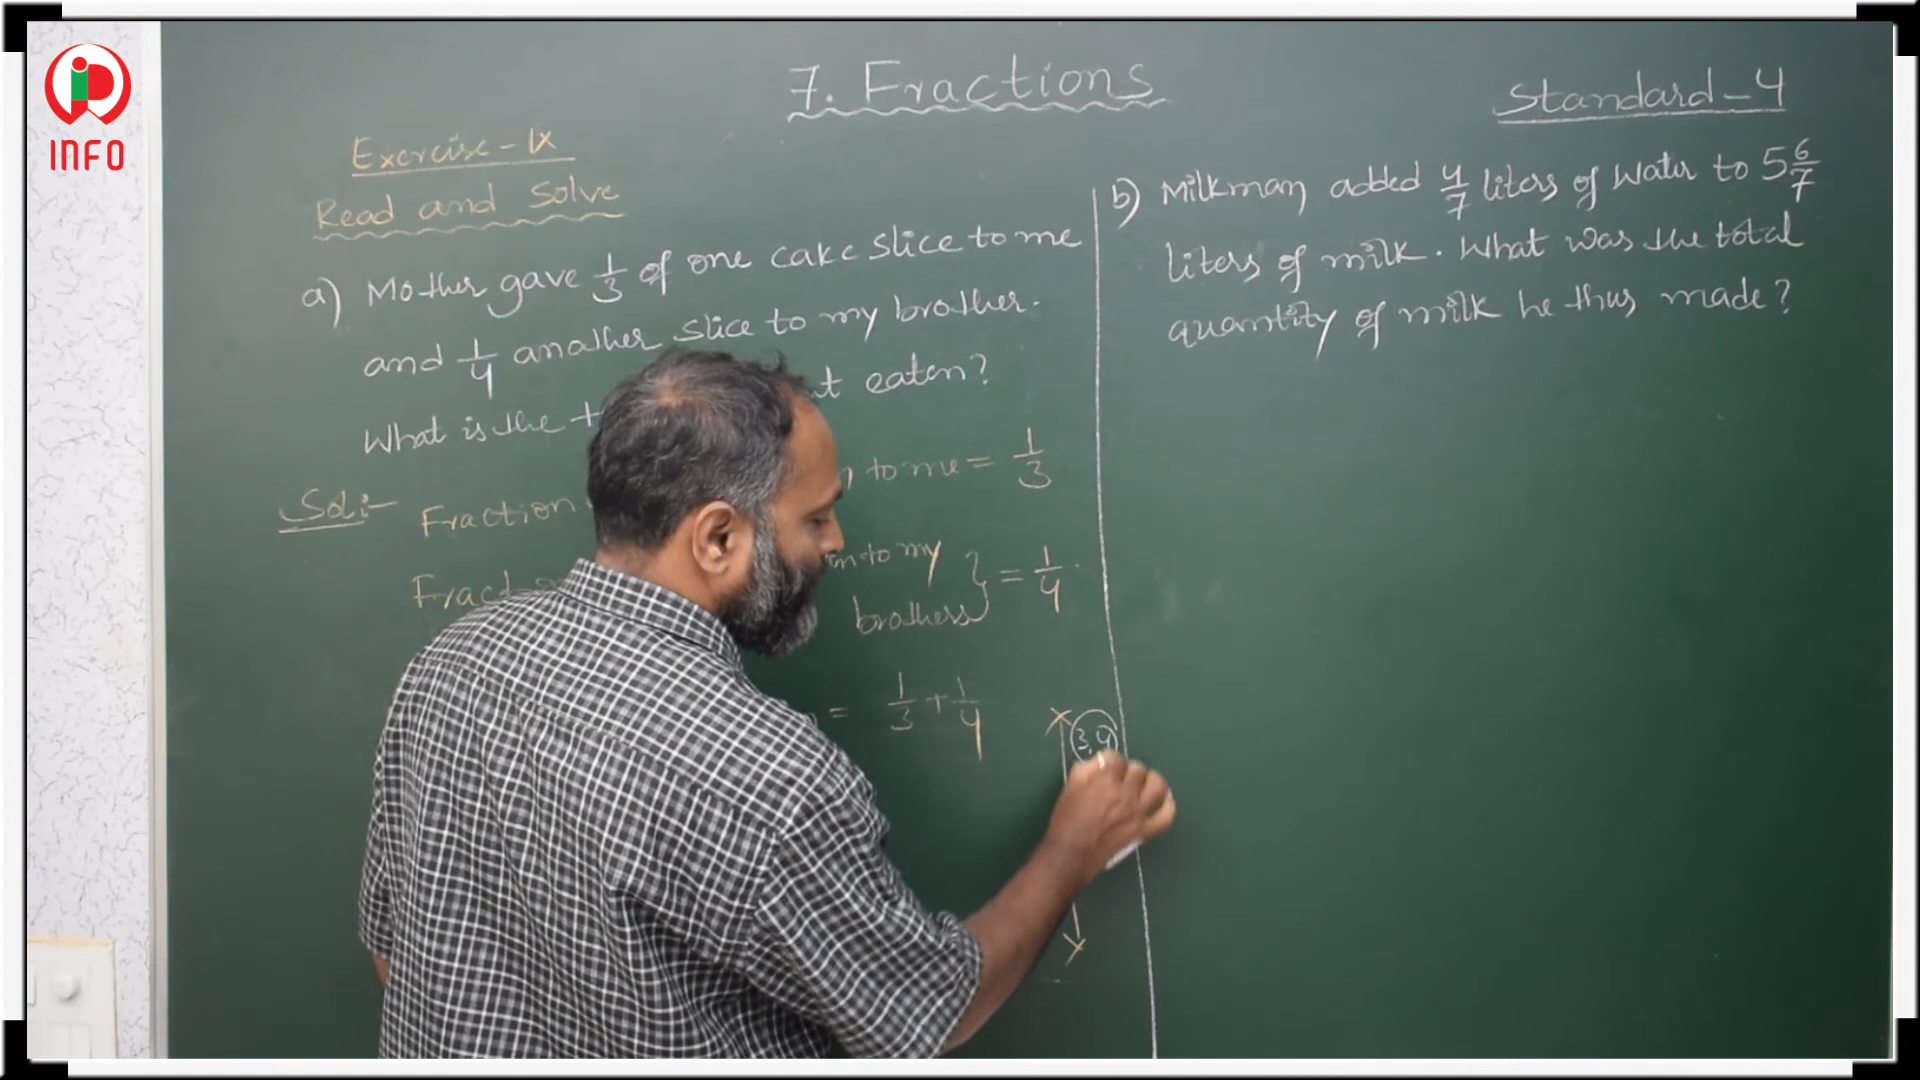 INFO
7. Fractions
Standard-4
Exercise - IX
Read and Solve
a) Mother gave 1/3 of one cake slice to me
and 1/4 another slice to my brother.
What is the eaten?
Sol:- Fraction to me = 1/3
to my
brothers } = 1/4
= 1/3 + 1/4
3,4
b) Milkman added 4/7 liters of water to 5 6/7
liters of milk. What was the total
quantity of milk he thus made?